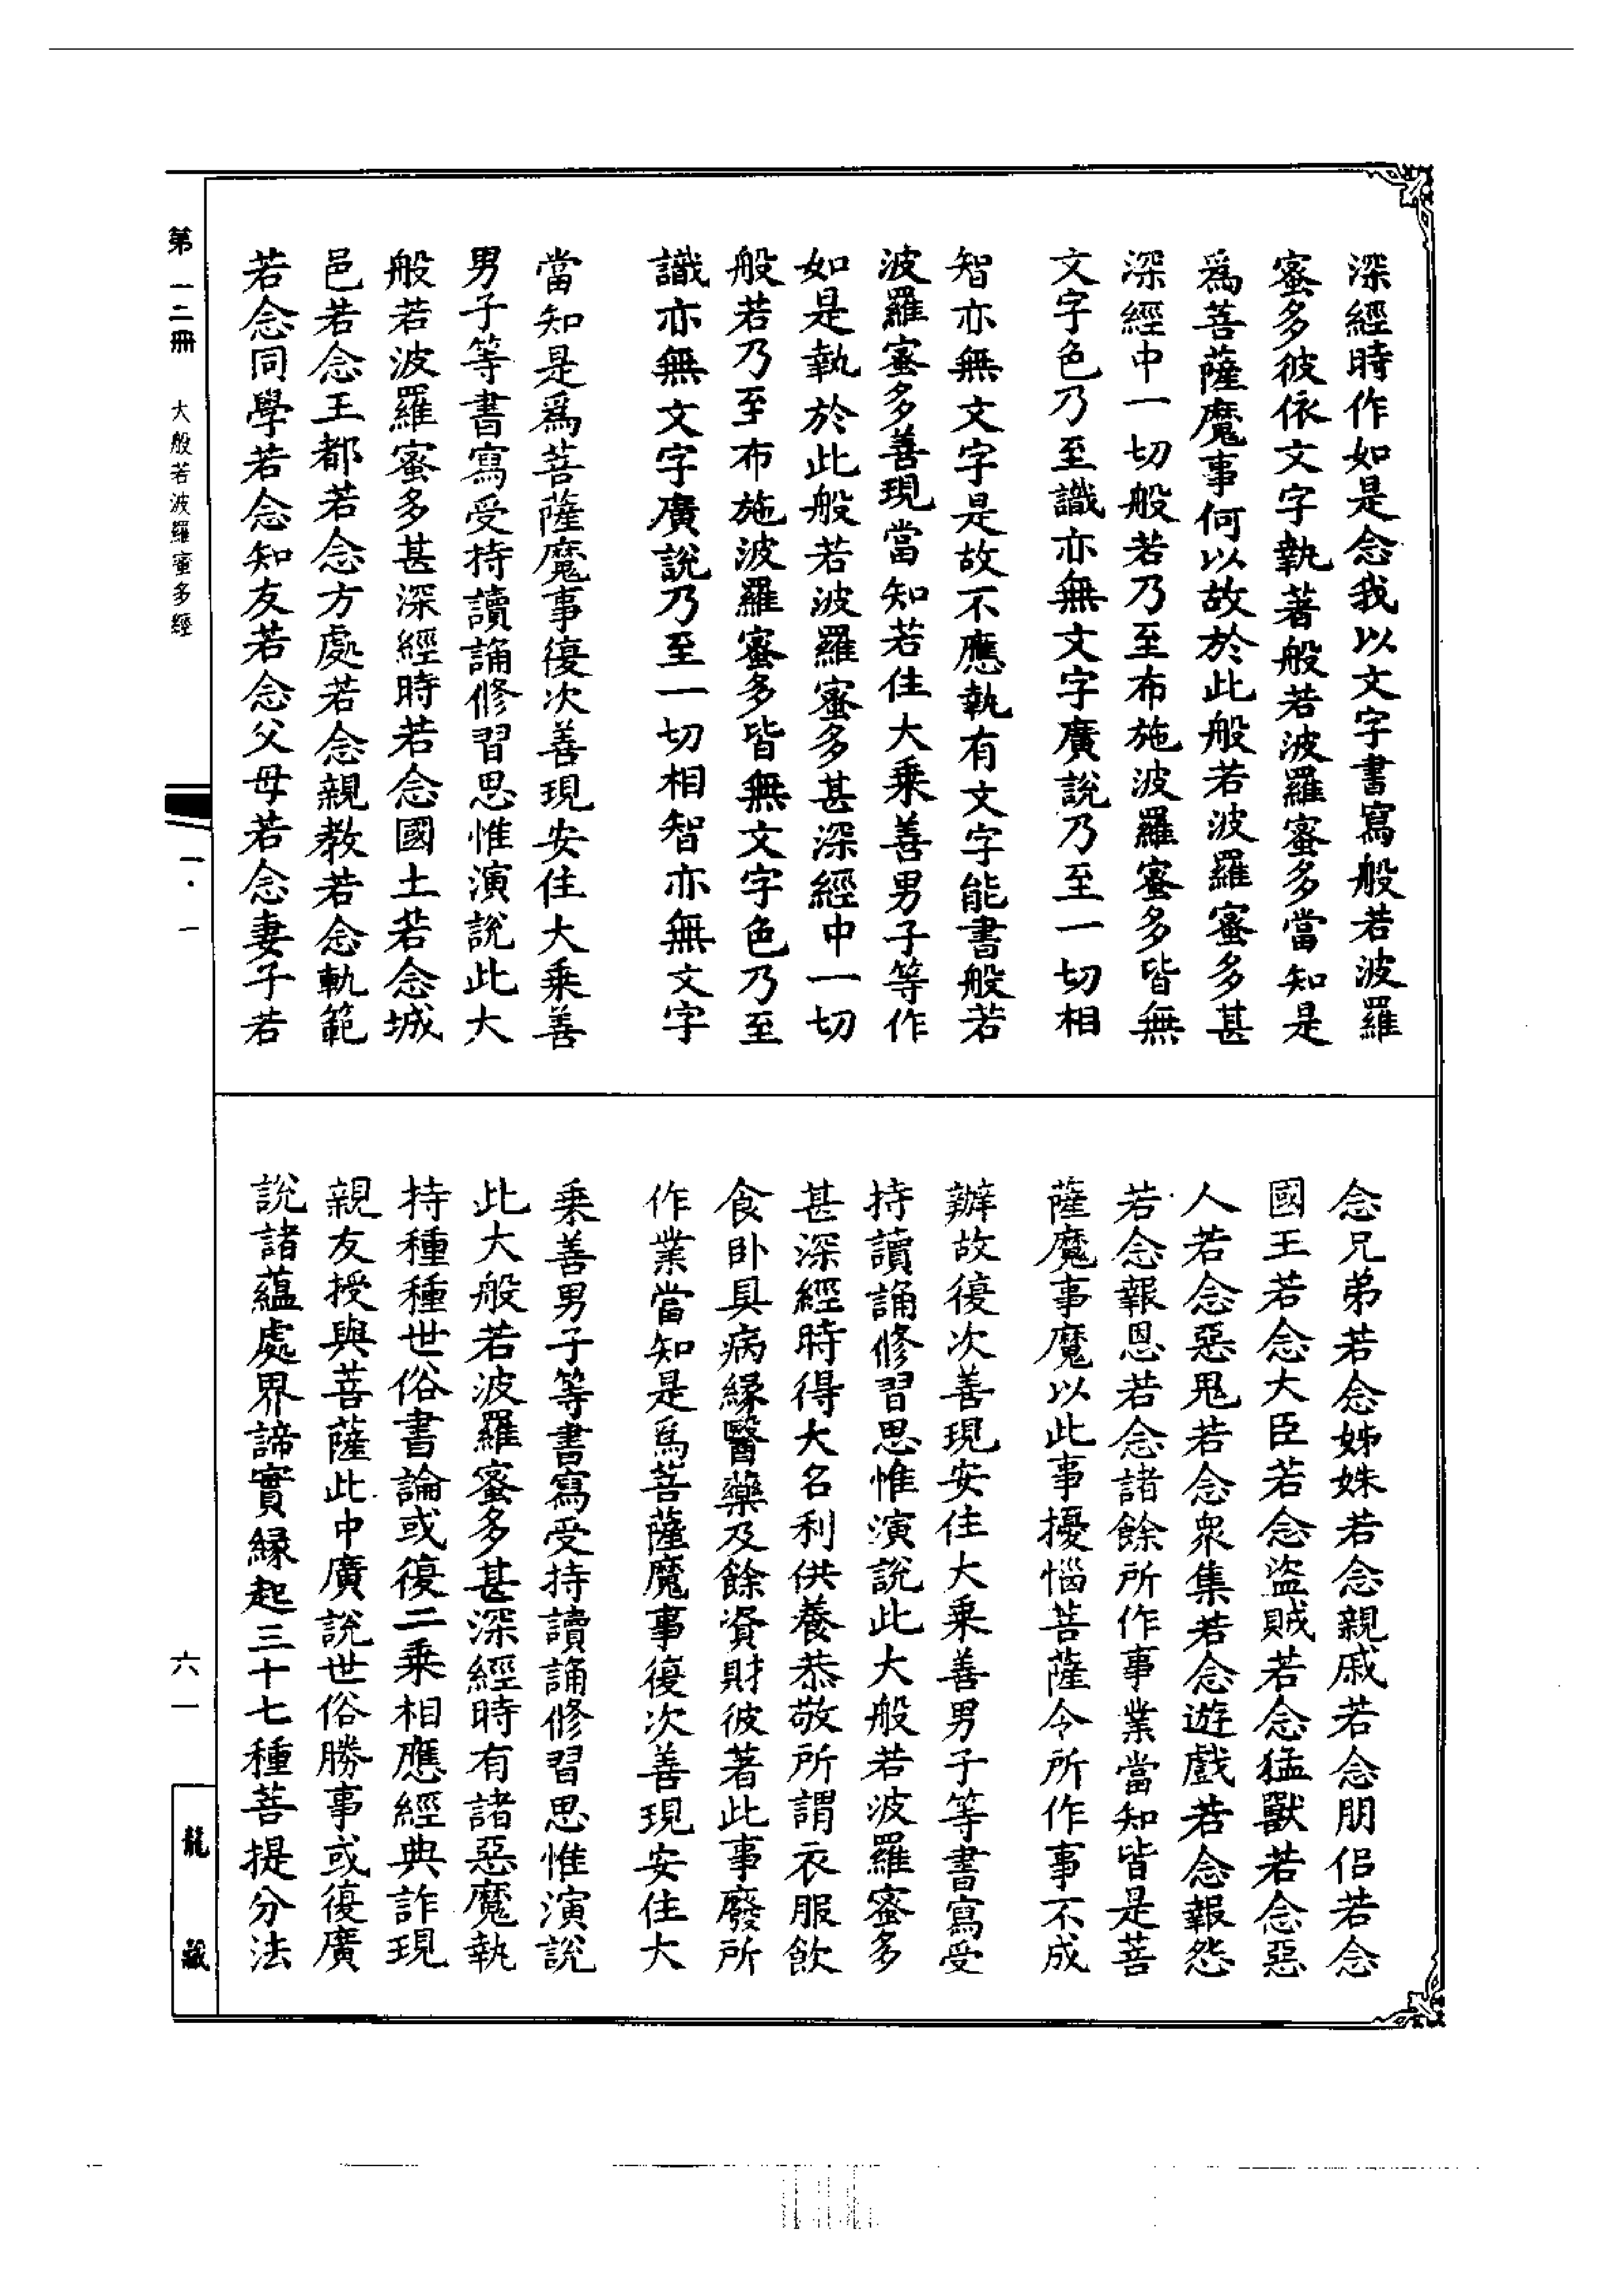 深經時作如是念我以文字書寫般若波羅
蜜多彼依文字執著般若波羅蜜多當知是
爲菩薩魔事何以故於此般若波羅蜜多甚
深經中一切般若乃至布施波羅蜜多皆無
文字色乃至識亦無文字廣說乃至一切相
智亦無文字是故不應執有文字能書般若
波羅蜜多善現當知若住大乘善男子等作
如是執於此般若波羅蜜多甚深經中一切
般若乃至布施波羅蜜多皆無文字色乃至
識亦無文字廣說乃至一切相智亦無文字
當知是爲菩薩魔事復次善現安住大乘善
男子等書寫受持讀誦修習思惟演說此大
般若波羅蜜多甚深經時若念國土若念城
邑若念王都若念方處若念親教若念軌範
若念同學若念知友若念父母若念妻子若
念兄弟若念姊妹若念親戚若念朋侣若念
國王若念大臣若念盜賊若念猛獸若念惡
人若念惡鬼若念衆集若念遊戲若念報怨
若念報恩若念諸餘所作事業當知皆是菩
薩魔事魔以此事擾惱菩薩令所作事不成
辦故復次善現安住大乘善男子等書寫受
持讀誦修習思惟演說此大般若波羅蜜多
甚深經時得大名利供養恭敬所謂衣服飲
食卧具病緣醫藥及餘資財彼著此事廢所
作業當知是爲菩薩魔事復次善現安住大
乘善男子等書寫受持讀誦修習思惟演說
此大般若波羅蜜多甚深經時有諸惡魔執
持種種世俗書論或復二乘相應經典詐現
親友授與菩薩此中廣說世俗勝事或復廣
說諸蘊處界諦實緣起三十七種菩提分法
第一二冊 大般若波羅蜜多經
一·一
六一
龍藏